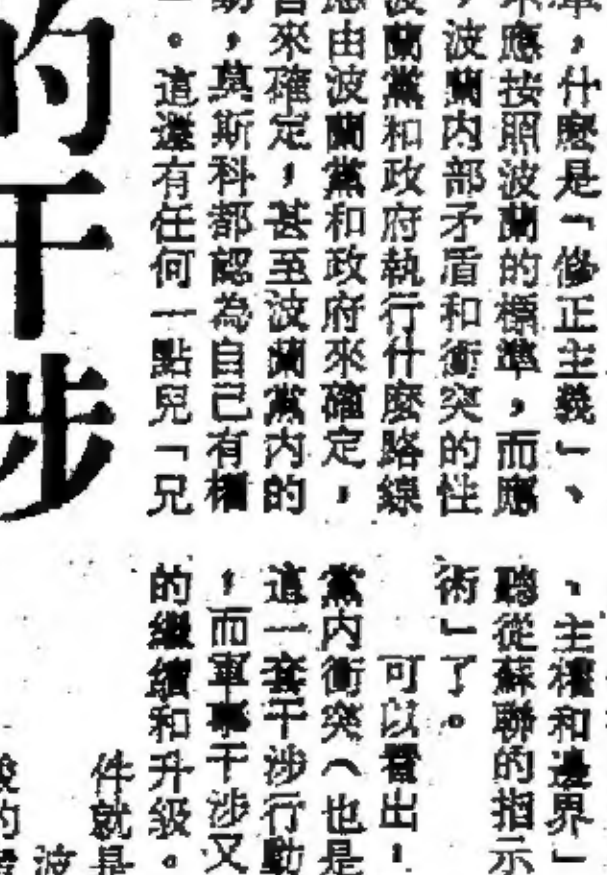 庫，什麼是「修正主義」、
不應按照波蘭的標準，而應
，波蘭內部矛盾和衝突的性
波蘭黨和政府執行什麼路線
應由波蘭黨和政府來確定，
者來確定，甚至波蘭黨內的
動，莫斯科都認為自己有權
。這還有任何一點兒「兄
的干涉
、主權和邊界」
聽從蘇聯的指示
術」了。
可以看出！
黨內衝突（也是
這一套干涉行動
，而軍事干涉又
的繼續和升級。
件就是
波
的